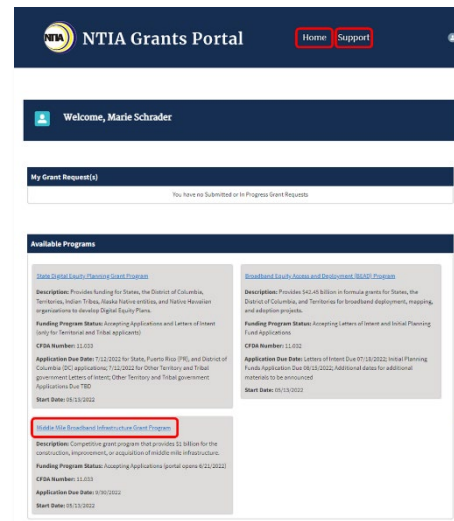 NTIA
NTIA Grants Portal
Home
Support
Welcome, Marie Schrader
My Grant Request(s)
You have no Submitted or In Progress Grant Requests
Available Programs
State Digital Equity Planning Grant Program
Description: Provides funding for States, the District of Columbia,
Territories, Indian Tribes, Alaska Native entities, and Native Hawaiian
organizations to develop Digital Equity Plans.
Funding Program Status: Accepting Applications and Letters of Intent
(only for Territorial and Tribal applicants)
CFDA Number: 11.033
Application Due Date: 7/12/2022 for State, Puerto Rico (PR), and District of
Columbia (DC) applications; 7/12/2022 for Other Territory and Tribal
government Letters of Intent; Other Territory and Tribal government
Applications Due TBD
Start Date: 05/13/2022
Broadband Equity Access and Deployment (BEAD) Program
Description: Provides $42.45 billion in formula grants for States, the
District of Columbia, and Territories for broadband deployment, mapping,
and adoption projects.
Funding Program Status: Accepting Letters of Intent and Initial Planning
Fund Applications
CFDA Number: 11.032
Application Due Date: Letters of Intent Due 07/18/2022; Initial Planning
Funds Application Due 08/15/2022; Additional dates for additional
materials to be announced
Start Date: 05/13/2022
Middle Mile Broadband Infrastructure Grant Program
Description: Competitive grant program that provides $1 billion for the
construction, improvement, or acquisition of middle mile infrastructure.
Funding Program Status: Accepting Applications (portal opens 6/21/2022)
CFDA Number: 11.033
Application Due Date: 9/30/2022
Start Date: 05/13/2022